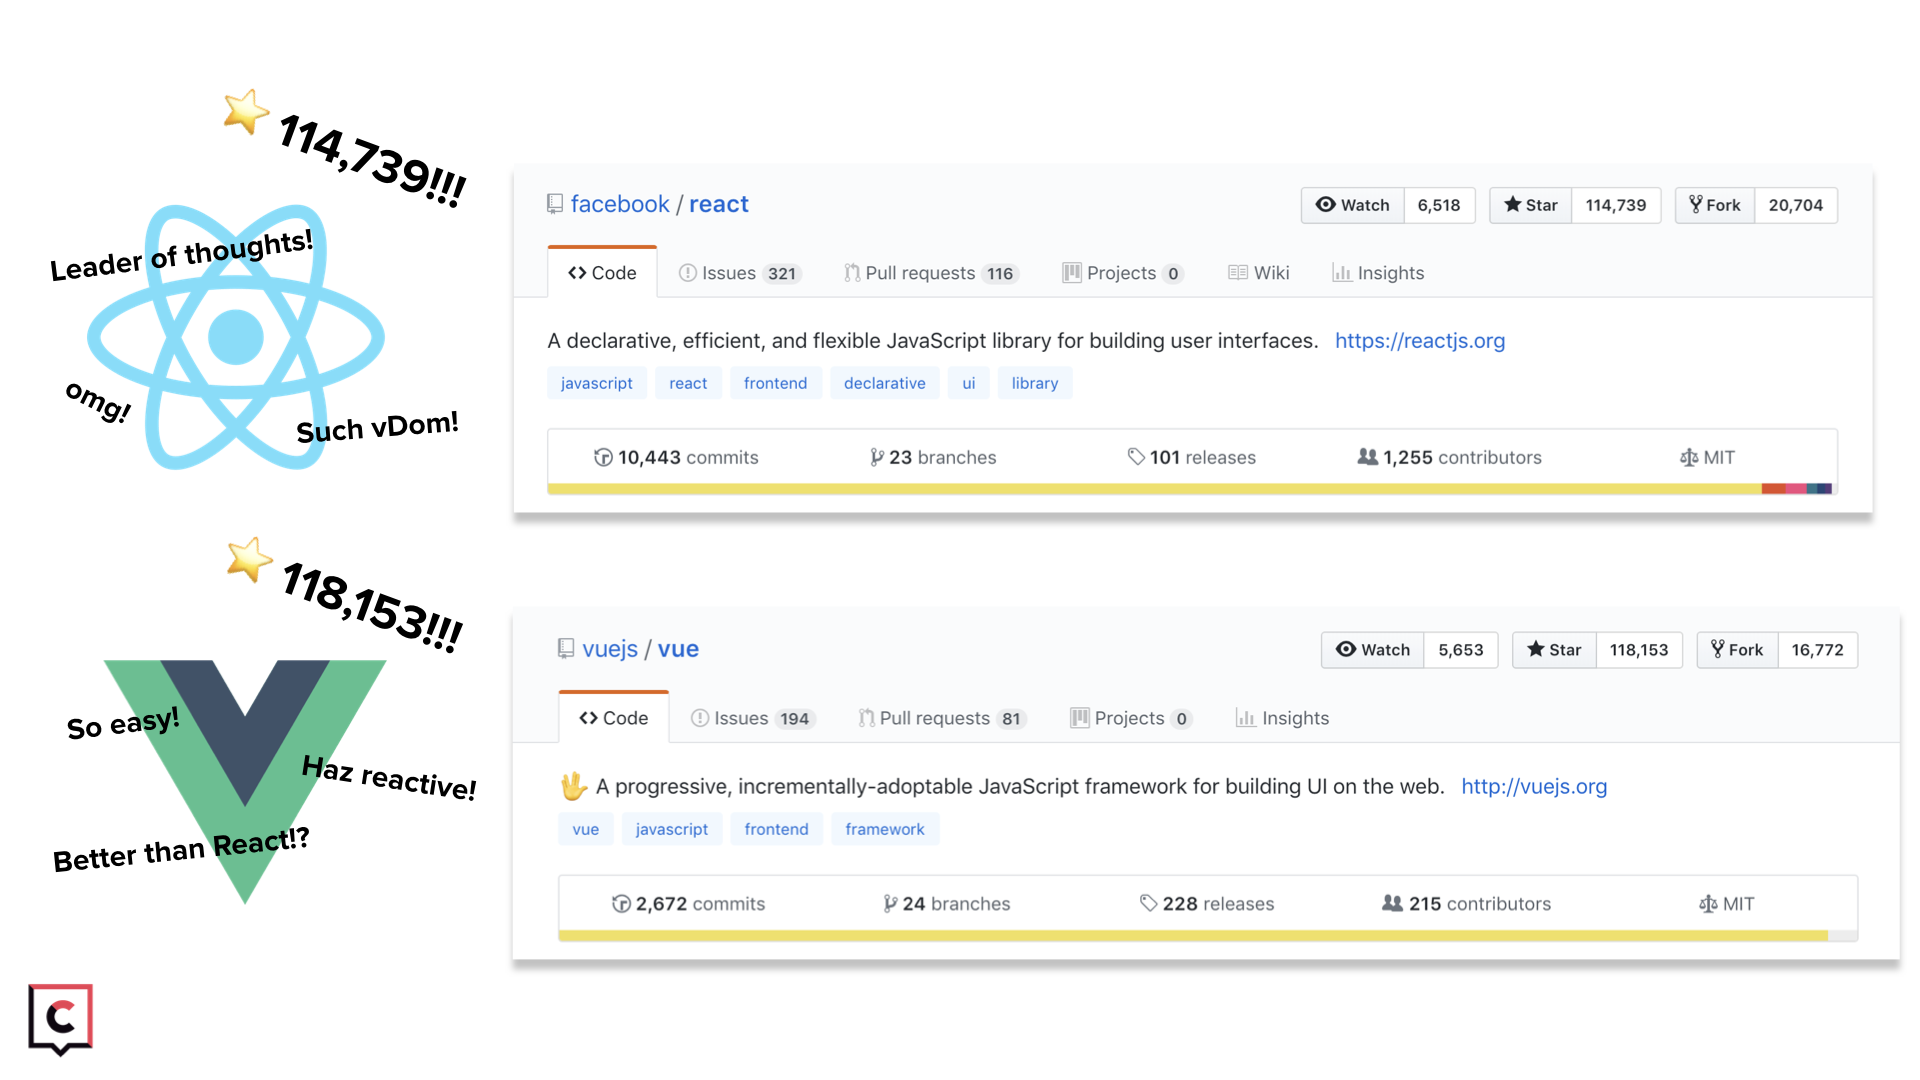 114,739!!!
Leader of thoughts!
omg!
Such vDom!
facebook / react
Watch 6,518 Star 114,739 Fork 20,704
Code Issues 321 Pull requests 116 Projects 0 Wiki Insights
A declarative, efficient, and flexible JavaScript library for building user interfaces. https://reactjs.org
javascript react frontend declarative ui library
10,443 commits 23 branches 101 releases 1,255 contributors MIT
118,153!!!
So easy!
Haz reactive!
Better than React!?
vuejs / vue
Watch 5,653 Star 118,153 Fork 16,772
Code Issues 194 Pull requests 81 Projects 0 Insights
🖖 A progressive, incrementally-adoptable JavaScript framework for building UI on the web. http://vuejs.org
vue javascript frontend framework
2,672 commits 24 branches 228 releases 215 contributors MIT
C